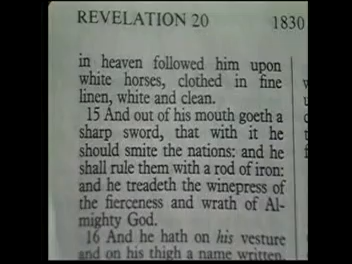 REVELATION 20 1830
in heaven followed him upon
white horses, clothed in fine
linen, white and clean.
15 And out of his mouth goeth a
sharp sword, that with it he
should smite the nations: and he
shall rule them with a rod of iron:
and he treadeth the winepress of
the fierceness and wrath of Al-
mighty God.
16 And he hath on his vesture
and on his thigh a name written,